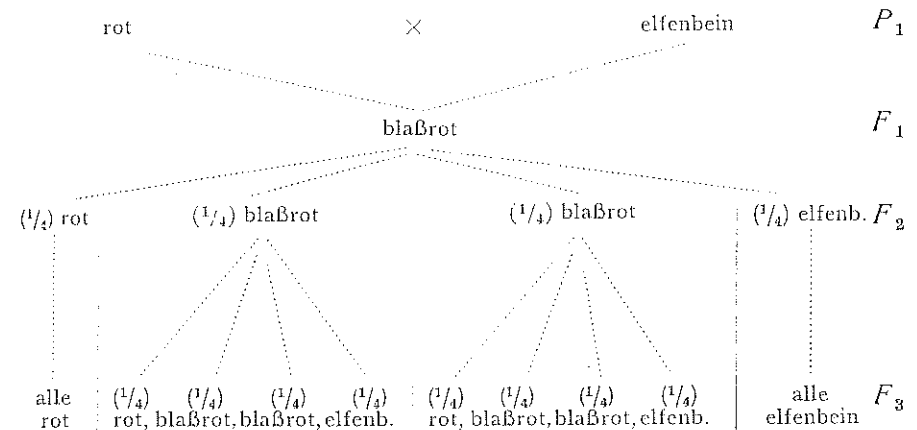 rot × elfenbein P₁
blaßrot F₁
(¹/₄) rot (¹/₄) blaßrot (¹/₄) blaßrot (¹/₄) elfenb. F₂
alle (¹/₄) (¹/₄) (¹/₄) (¹/₄) (¹/₄) (¹/₄) (¹/₄) (¹/₄) alle F₃
rot rot, blaßrot, blaßrot, elfenb. rot, blaßrot, blaßrot, elfenb. elfenbein